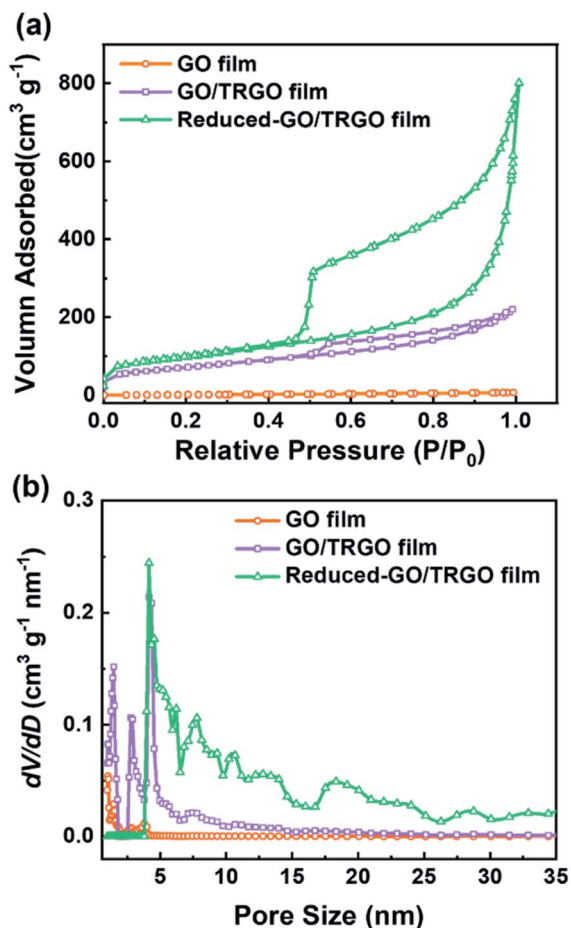 (a)
800
600
400
200
0
Volumn Adsorbed(cm³ g⁻¹)
GO film
GO/TRGO film
Reduced-GO/TRGO film
0.0 0.2 0.4 0.6 0.8 1.0
Relative Pressure (P/P₀)
(b)
0.3
0.2
0.1
0.0
dV/dD (cm³ g⁻¹ nm⁻¹)
GO film
GO/TRGO film
Reduced-GO/TRGO film
5 10 15 20 25 30 35
Pore Size (nm)